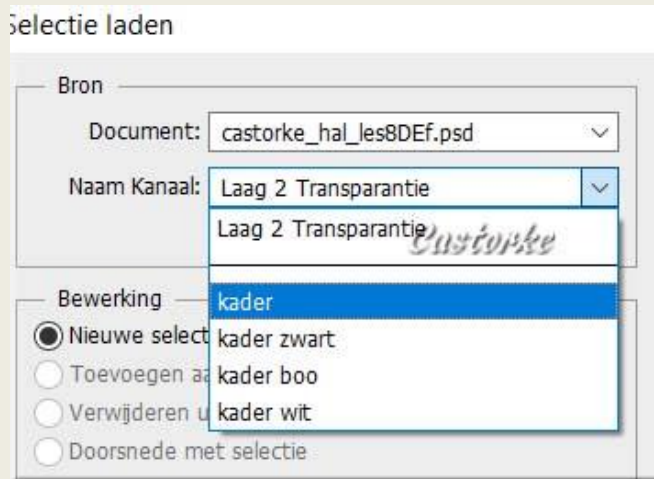 Selectie laden
Bron
Document: castorke_hal_les8DEf.psd
Naam Kanaal: Laag 2 Transparantie
Laag 2 Transparantie
Castorke
Bewerking
kader
Nieuwe select
kader zwart
Toevoegen aa
kader boo
Verwijderen u
kader wit
Doorsnede met selectie